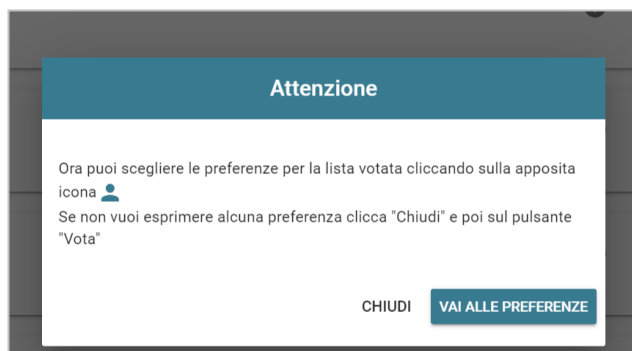 Attenzione
Ora puoi scegliere le preferenze per la lista votata cliccando sulla apposita
icona
Se non vuoi esprimere alcuna preferenza clicca "Chiudi" e poi sul pulsante
"Vota"
CHIUDI VAI ALLE PREFERENZE